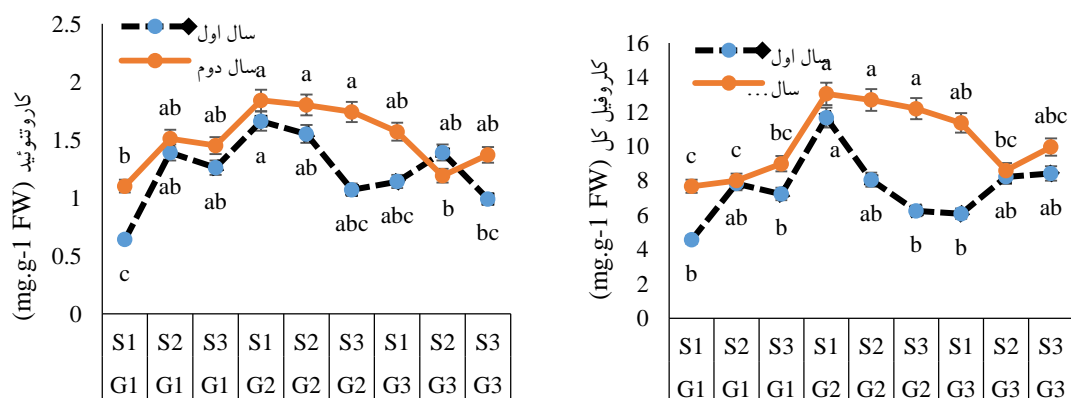 کاروتنوئید (mg.g-1 FW)
2.5
2
1.5
1
0.5
0
سال اول
سال دوم
b
ab
ab
a
a
a
ab
ab
ab
c
ab
ab
a
ab
abc
abc
b
bc
S1 S2 S3 S1 S2 S3 S1 S2 S3
G1 G1 G1 G2 G2 G2 G3 G3 G3
کلروفیل کل (mg.g-1 FW)
16
14
12
10
8
6
4
2
0
سال اول
سال...
c
c
bc
a
a
a
ab
bc
abc
b
ab
b
a
ab
b
b
ab
ab
S1 S2 S3 S1 S2 S3 S1 S2 S3
G1 G1 G1 G2 G2 G2 G3 G3 G3